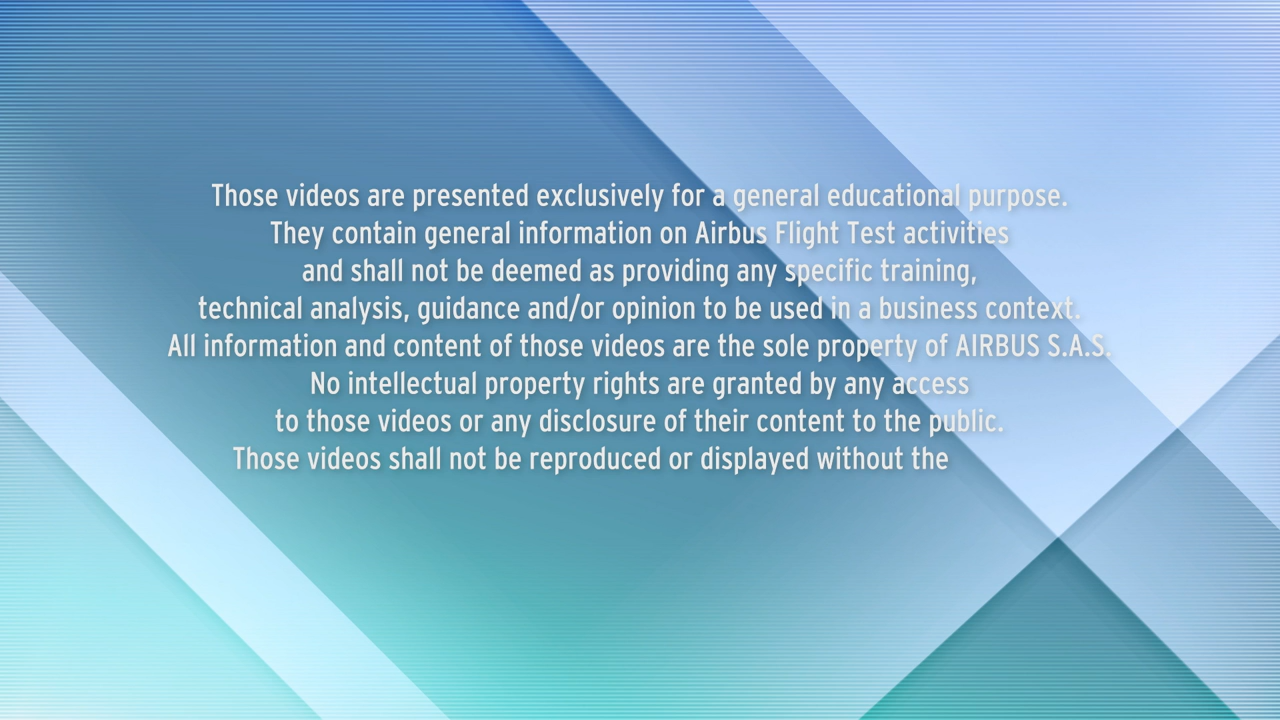 Those videos are presented exclusively for a general educational purpose.
They contain general information on Airbus Flight Test activities
and shall not be deemed as providing any specific training,
technical analysis, guidance and/or opinion to be used in a business context.
All information and content of those videos are the sole property of AIRBUS S.A.S.
No intellectual property rights are granted by any access
to those videos or any disclosure of their content to the public.
Those videos shall not be reproduced or displayed without the